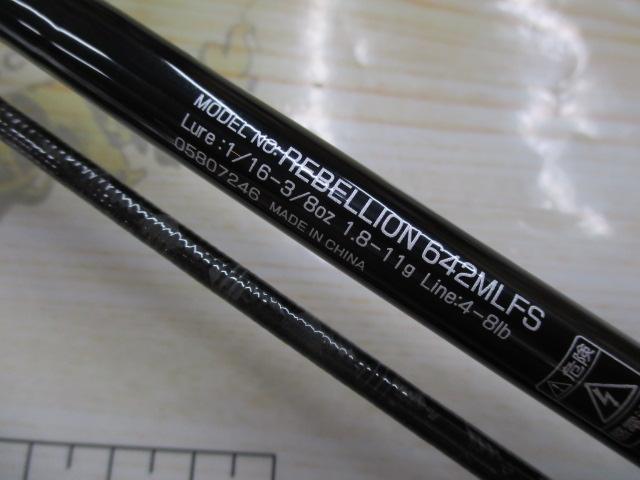 MODEL NO. REBELLION 642MLFS
Lure:1/16-3/8oz 1.8-11g Line:4-8lb
05807246 MADE IN CHINA
危険